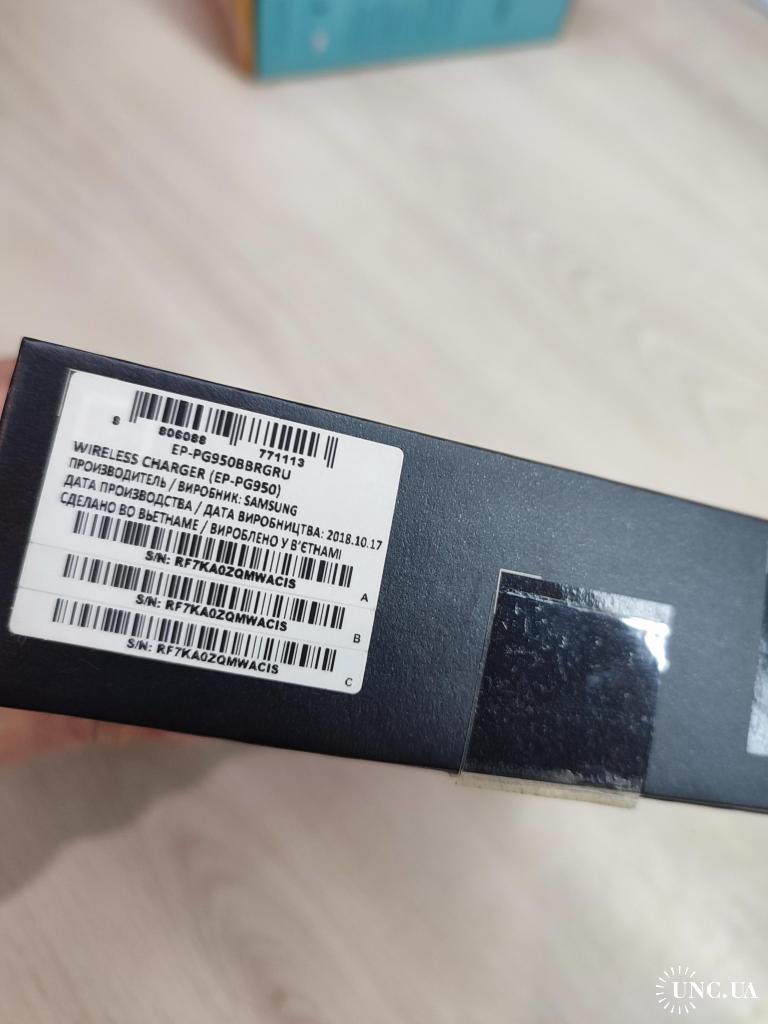 8 806088 771113
EP-PG950BBRGRU
WIRELESS CHARGER (EP-PG950)
ПРОИЗВОДИТЕЛЬ / ВИРОБНИК: SAMSUNG
ДАТА ПРОИЗВОДСТВА / ДАТА ВИРОБНИЦТВА: 2018.10.17
СДЕЛАНО ВО ВЬЕТНАМЕ / ВИРОБЛЕНО У В'ЄТНАМІ
S/N: RF7KA0ZQMWACIS
A
S/N: RF7KA0ZQMWACIS
B
S/N: RF7KA0ZQMWACIS
C
UNC.UA